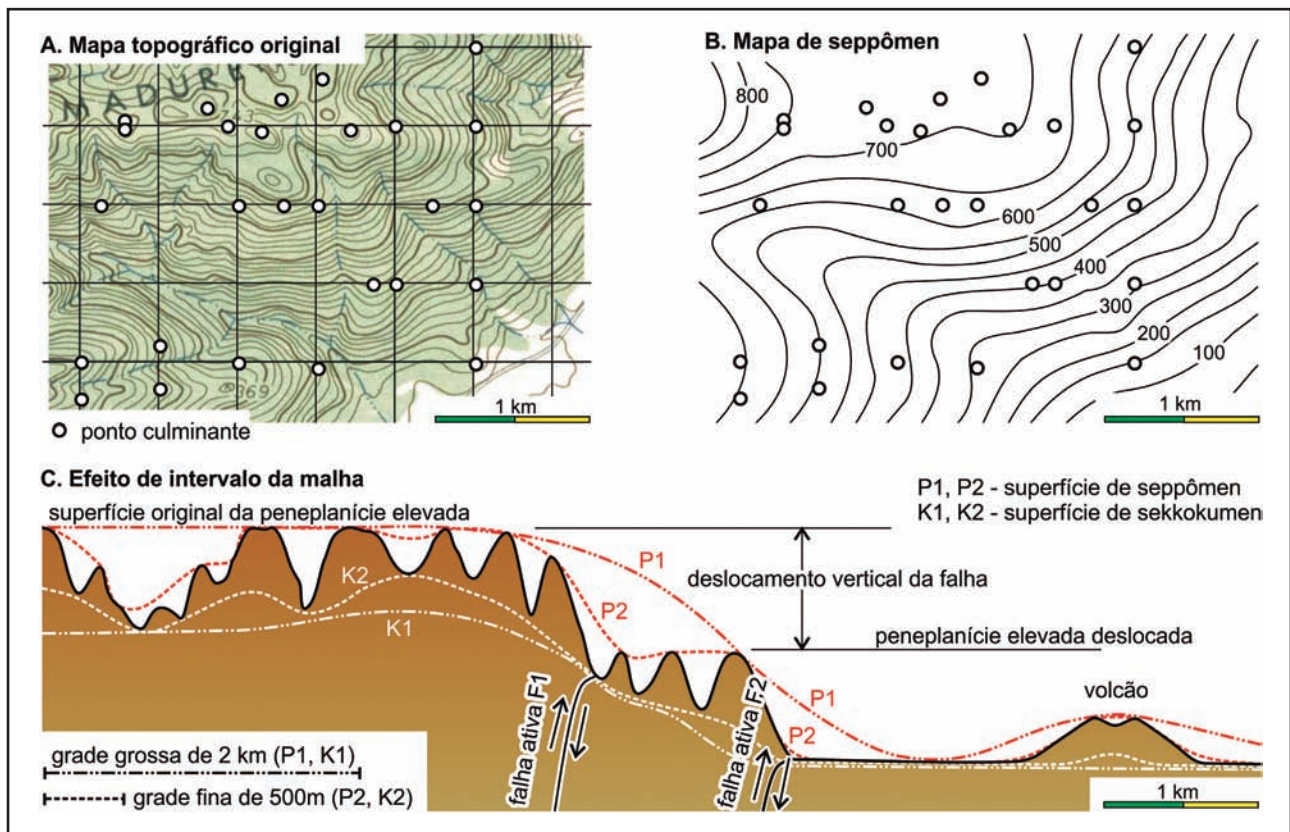 A. Mapa topográfico original
MADURE
743
369
1 km
ponto culminante
B. Mapa de seppômen
800
700
600
500
400
300
200
100
1 km
C. Efeito de intervalo da malha
superfície original da peneplanície elevada
P1, P2 - superfície de seppômen
K1, K2 - superfície de sekkokumen
P1
deslocamento vertical da falha
K2
P2
K1
peneplanície elevada deslocada
volcão
P1
falha ativa F1
falha ativa F2
P2
grade grossa de 2 km (P1, K1)
grade fina de 500m (P2, K2)
1 km